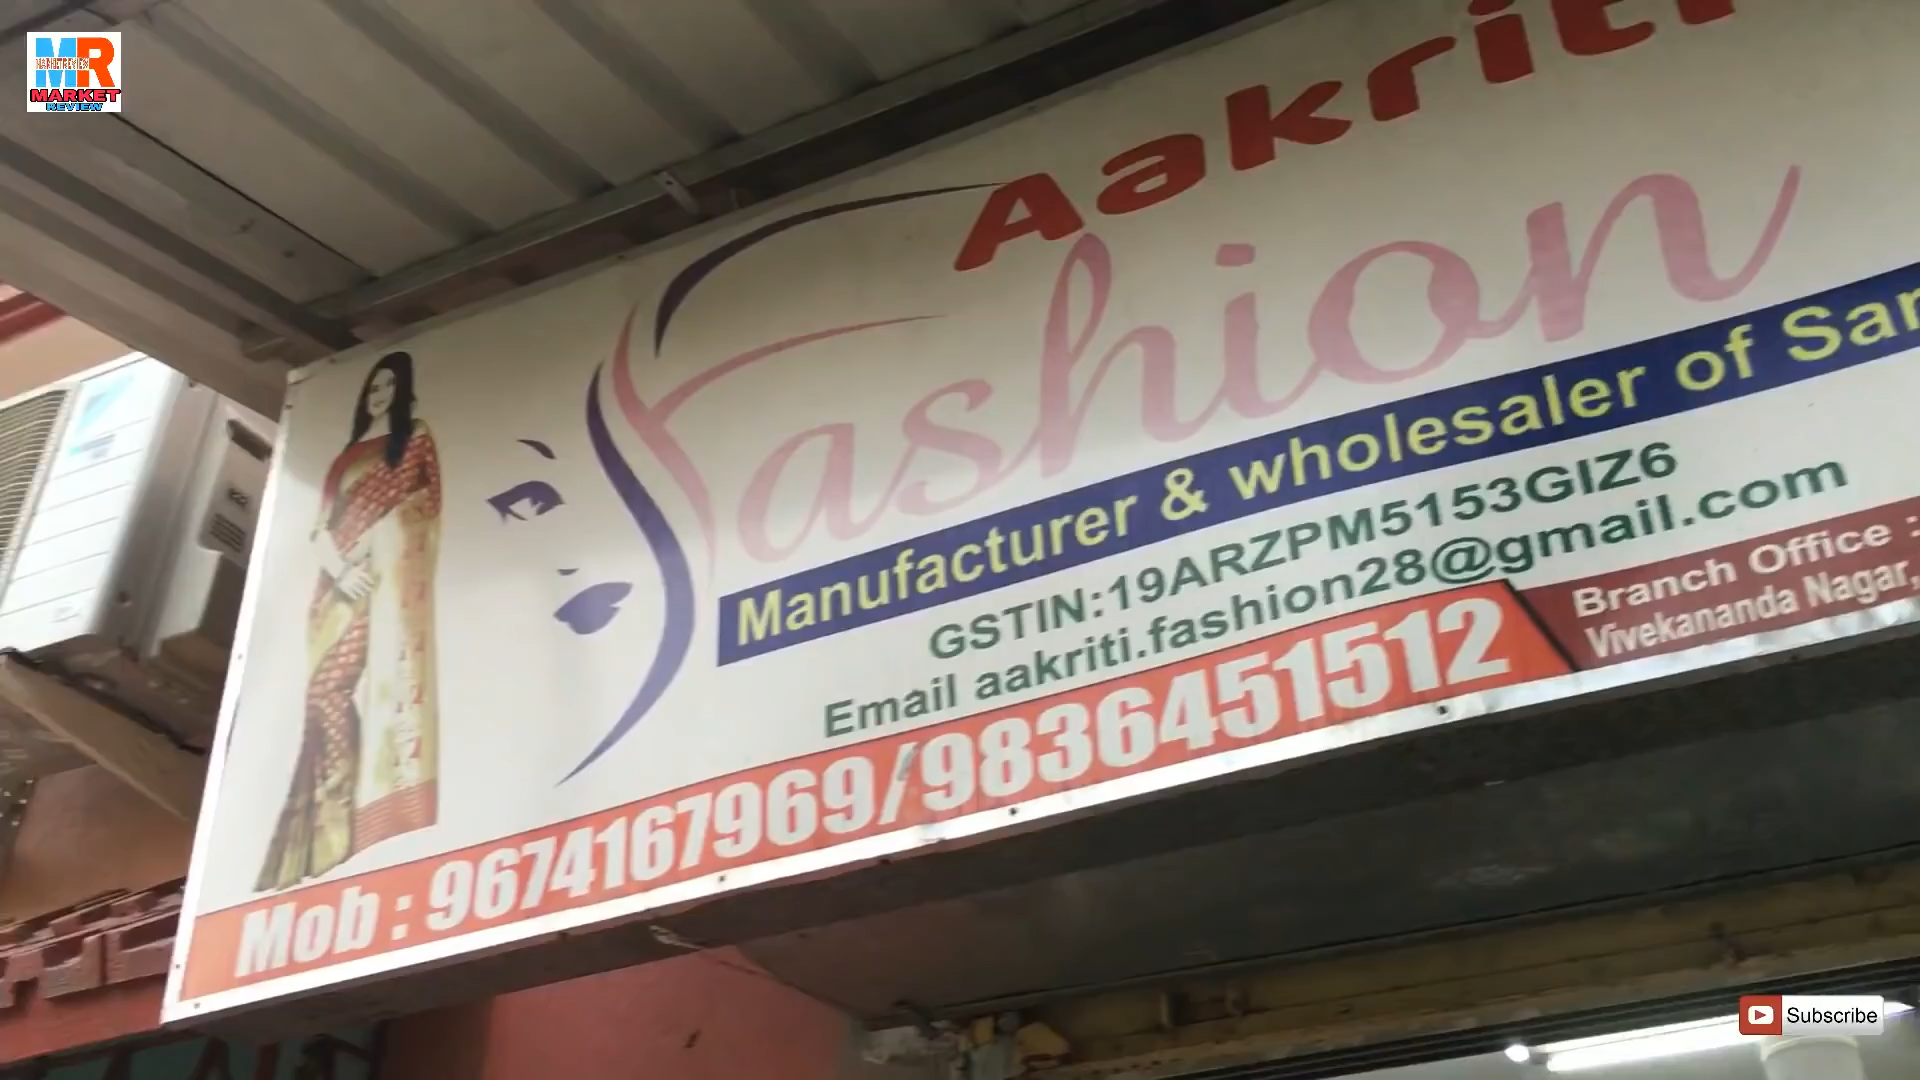 MR
MARKET
REVIEW
Aakriti
Fashion
Manufacturer & wholesaler of
GSTIN:19ARZPM5153GIZ6
Email aakriti.fashion28@gmail.com
Mob : 9674167969/9836451512
Branch Office :
Vivekananda Nagar,
Subscribe